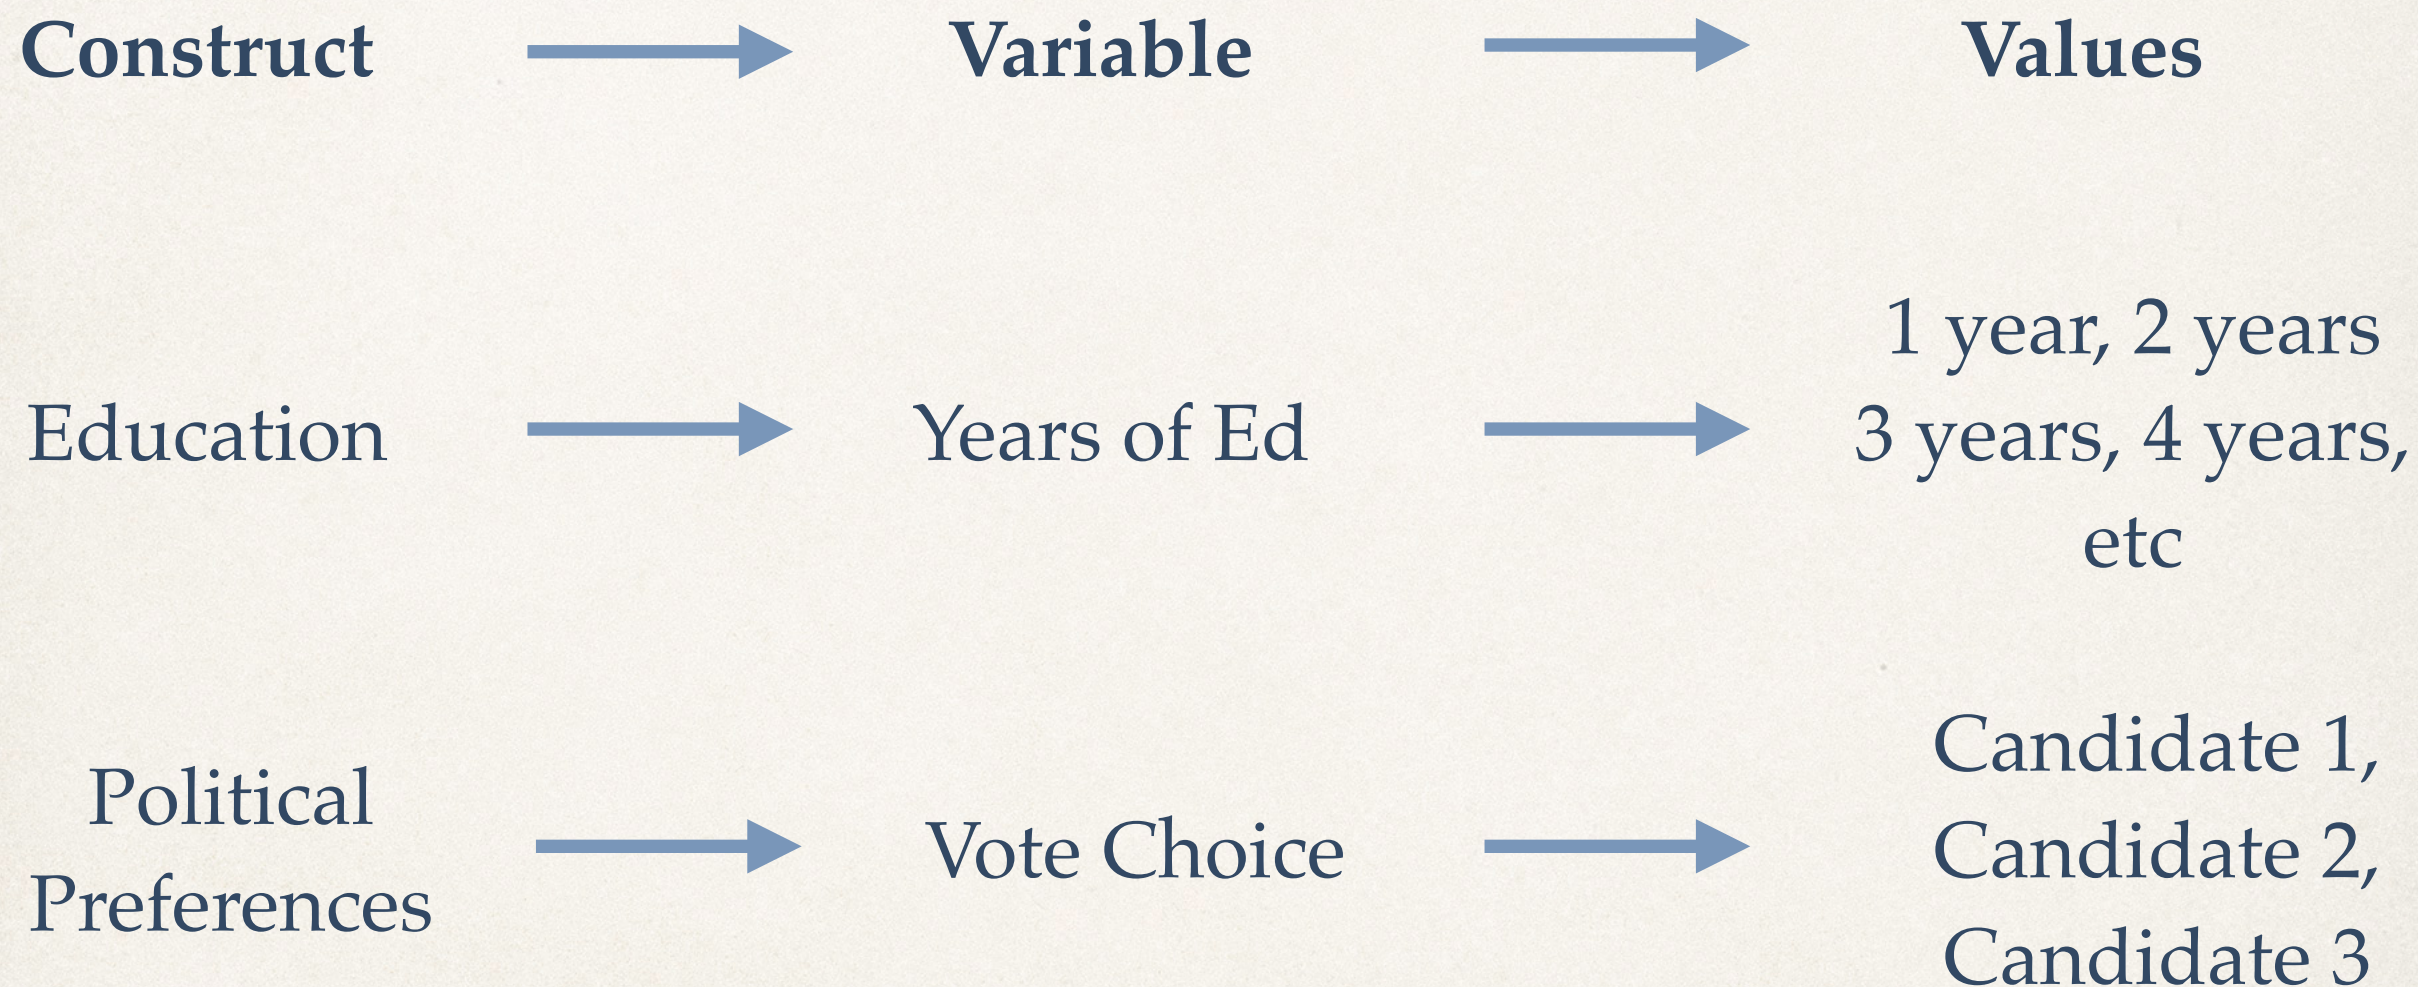 Construct Variable Values
1 year, 2 years
Education Years of Ed 3 years, 4 years,
etc
Political
Preferences
Vote Choice
Candidate 1,
Candidate 2,
Candidate 3